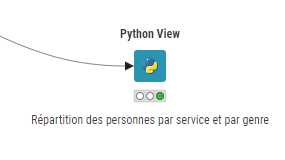 Python View
Répartition des personnes par service et par genre